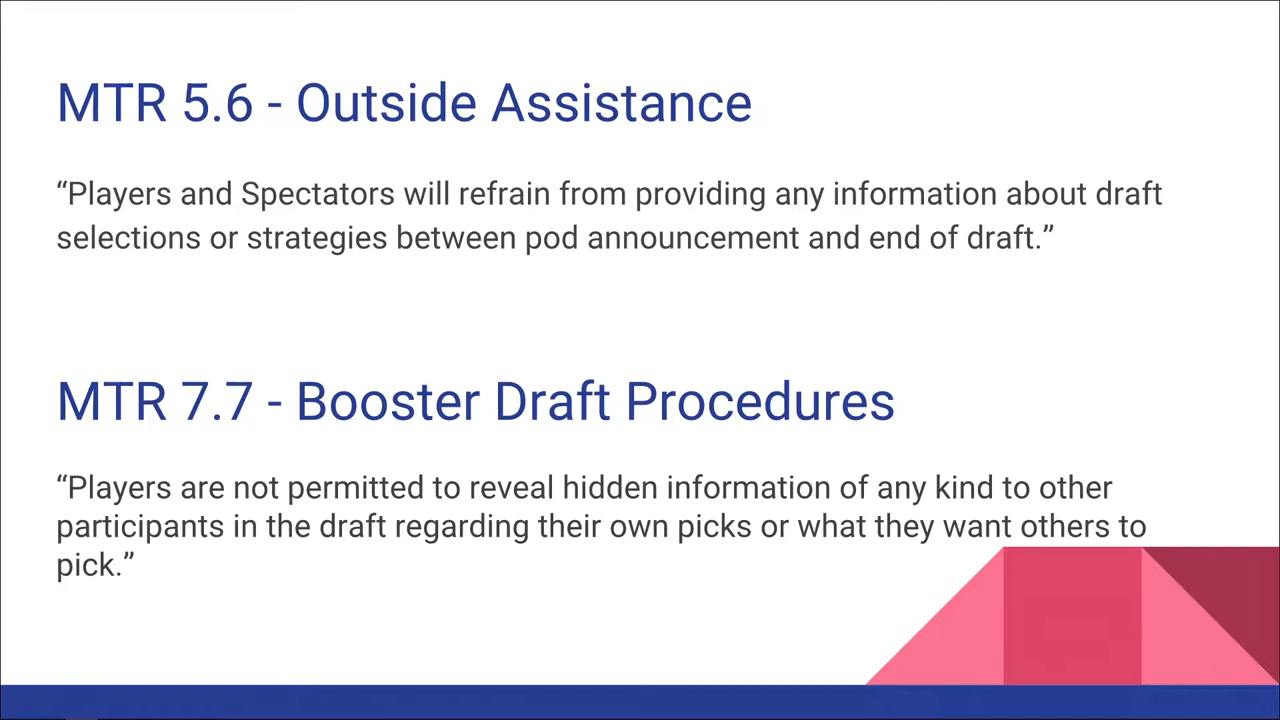 MTR 5.6 - Outside Assistance
“Players and Spectators will refrain from providing any information about draft
selections or strategies between pod announcement and end of draft.”
MTR 7.7 - Booster Draft Procedures
“Players are not permitted to reveal hidden information of any kind to other
participants in the draft regarding their own picks or what they want others to
pick.”